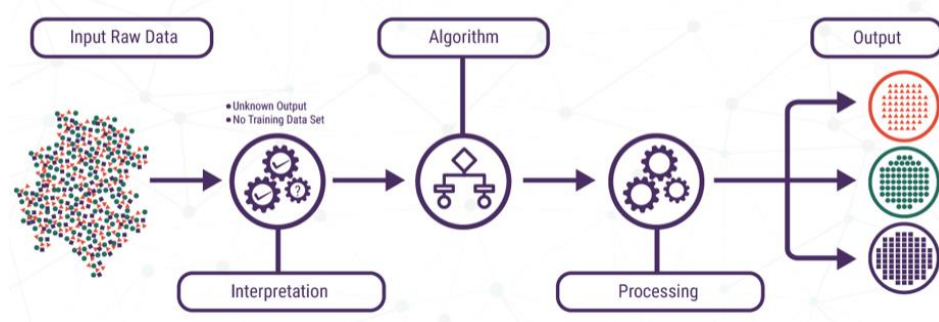 Input Raw Data
Algorithm
Output
• Unknown Output
• No Training Data Set
?
Interpretation
Processing